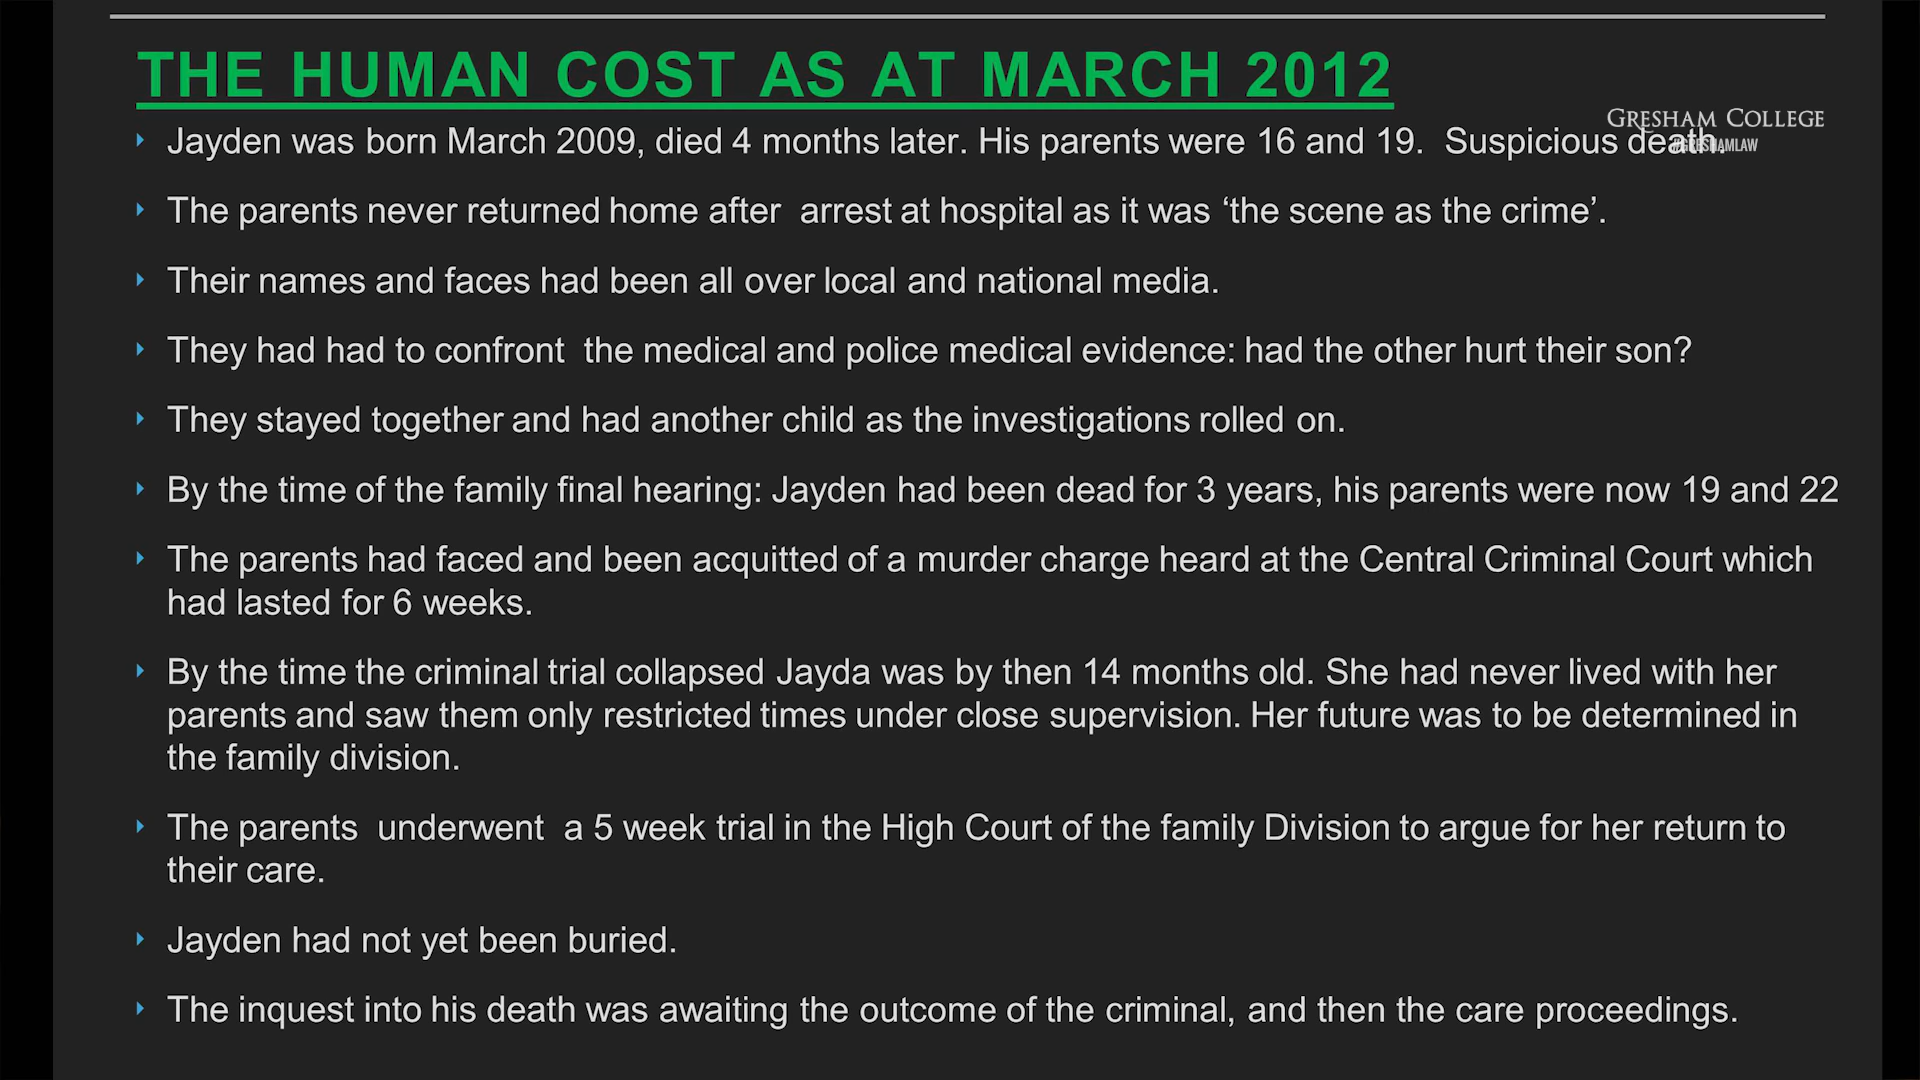 THE HUMAN COST AS AT MARCH 2012
GRESHAM COLLEGE
#GRESHAMLAW
Jayden was born March 2009, died 4 months later. His parents were 16 and 19. Suspicious death.
The parents never returned home after arrest at hospital as it was ‘the scene as the crime’.
Their names and faces had been all over local and national media.
They had had to confront the medical and police medical evidence: had the other hurt their son?
They stayed together and had another child as the investigations rolled on.
By the time of the family final hearing: Jayden had been dead for 3 years, his parents were now 19 and 22
The parents had faced and been acquitted of a murder charge heard at the Central Criminal Court which
had lasted for 6 weeks.
By the time the criminal trial collapsed Jayda was by then 14 months old. She had never lived with her
parents and saw them only restricted times under close supervision. Her future was to be determined in
the family division.
The parents underwent a 5 week trial in the High Court of the family Division to argue for her return to
their care.
Jayden had not yet been buried.
The inquest into his death was awaiting the outcome of the criminal, and then the care proceedings.